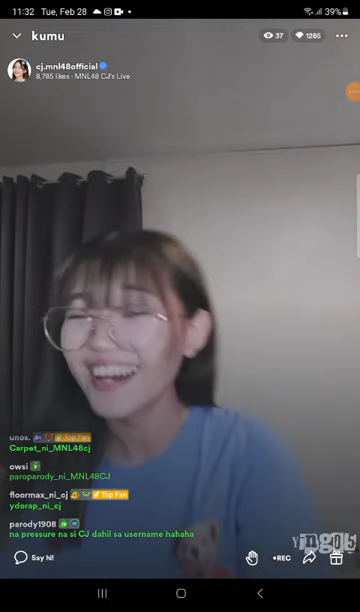 11:32 Tue, Feb 28
39%
kumu
37
1285
cj.mnl48official
8,785 likes · MNL48 CJ's Live
unos.
Top Fan
Carpet_ni_MNL48cj
owsi
paroparody_ni_MNL48CJ
floormax_ni_cj
Top Fan
ydorap_ni_cj
parody1908
na pressure na si CJ dahil sa username hahaha
Say hi!
•REC